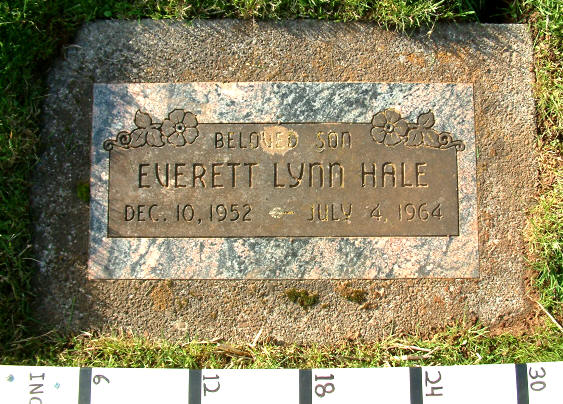 BELOVED SON
EVERETT LYNN HALE
DEC. 10, 1952 – JULY 4, 1964
INC 6 12 18 24 30